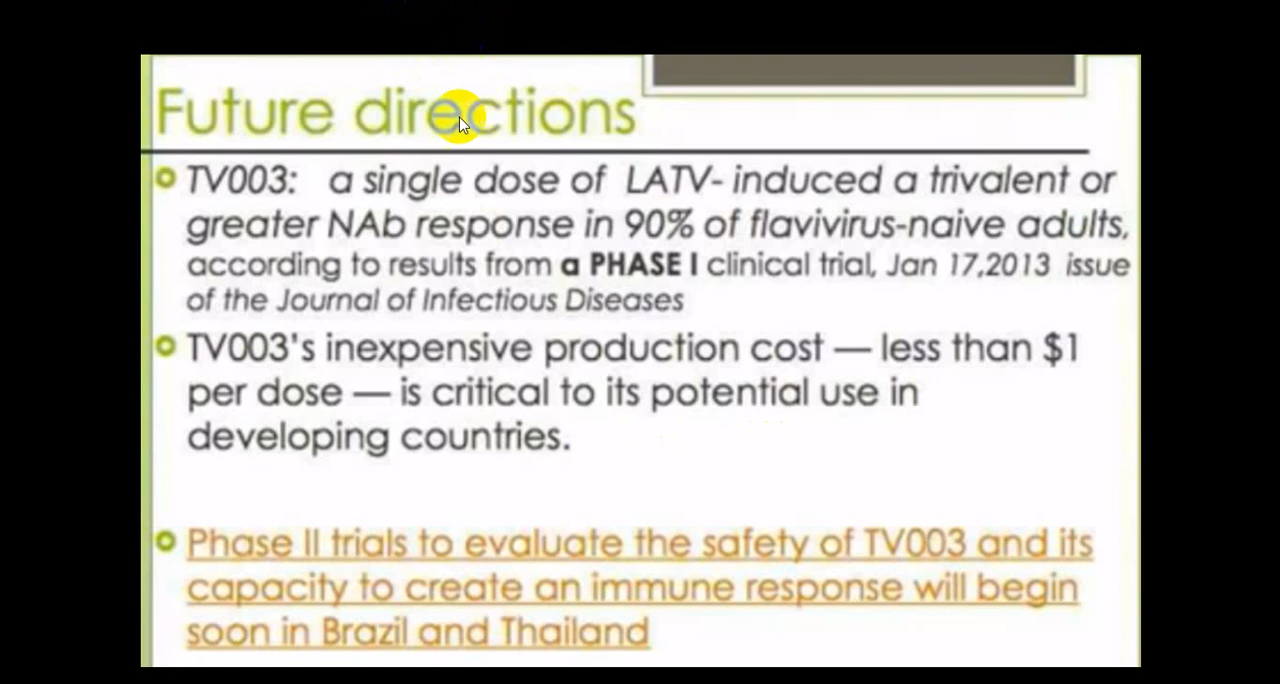 Future directions
TV003: a single dose of LATV- induced a trivalent or
greater NAb response in 90% of flavivirus-naive adults,
according to results from a PHASE I clinical trial, Jan 17,2013 issue
of the Journal of Infectious Diseases
TV003's inexpensive production cost — less than $1
per dose — is critical to its potential use in
developing countries.
Phase II trials to evaluate the safety of TV003 and its
capacity to create an immune response will begin
soon in Brazil and Thailand